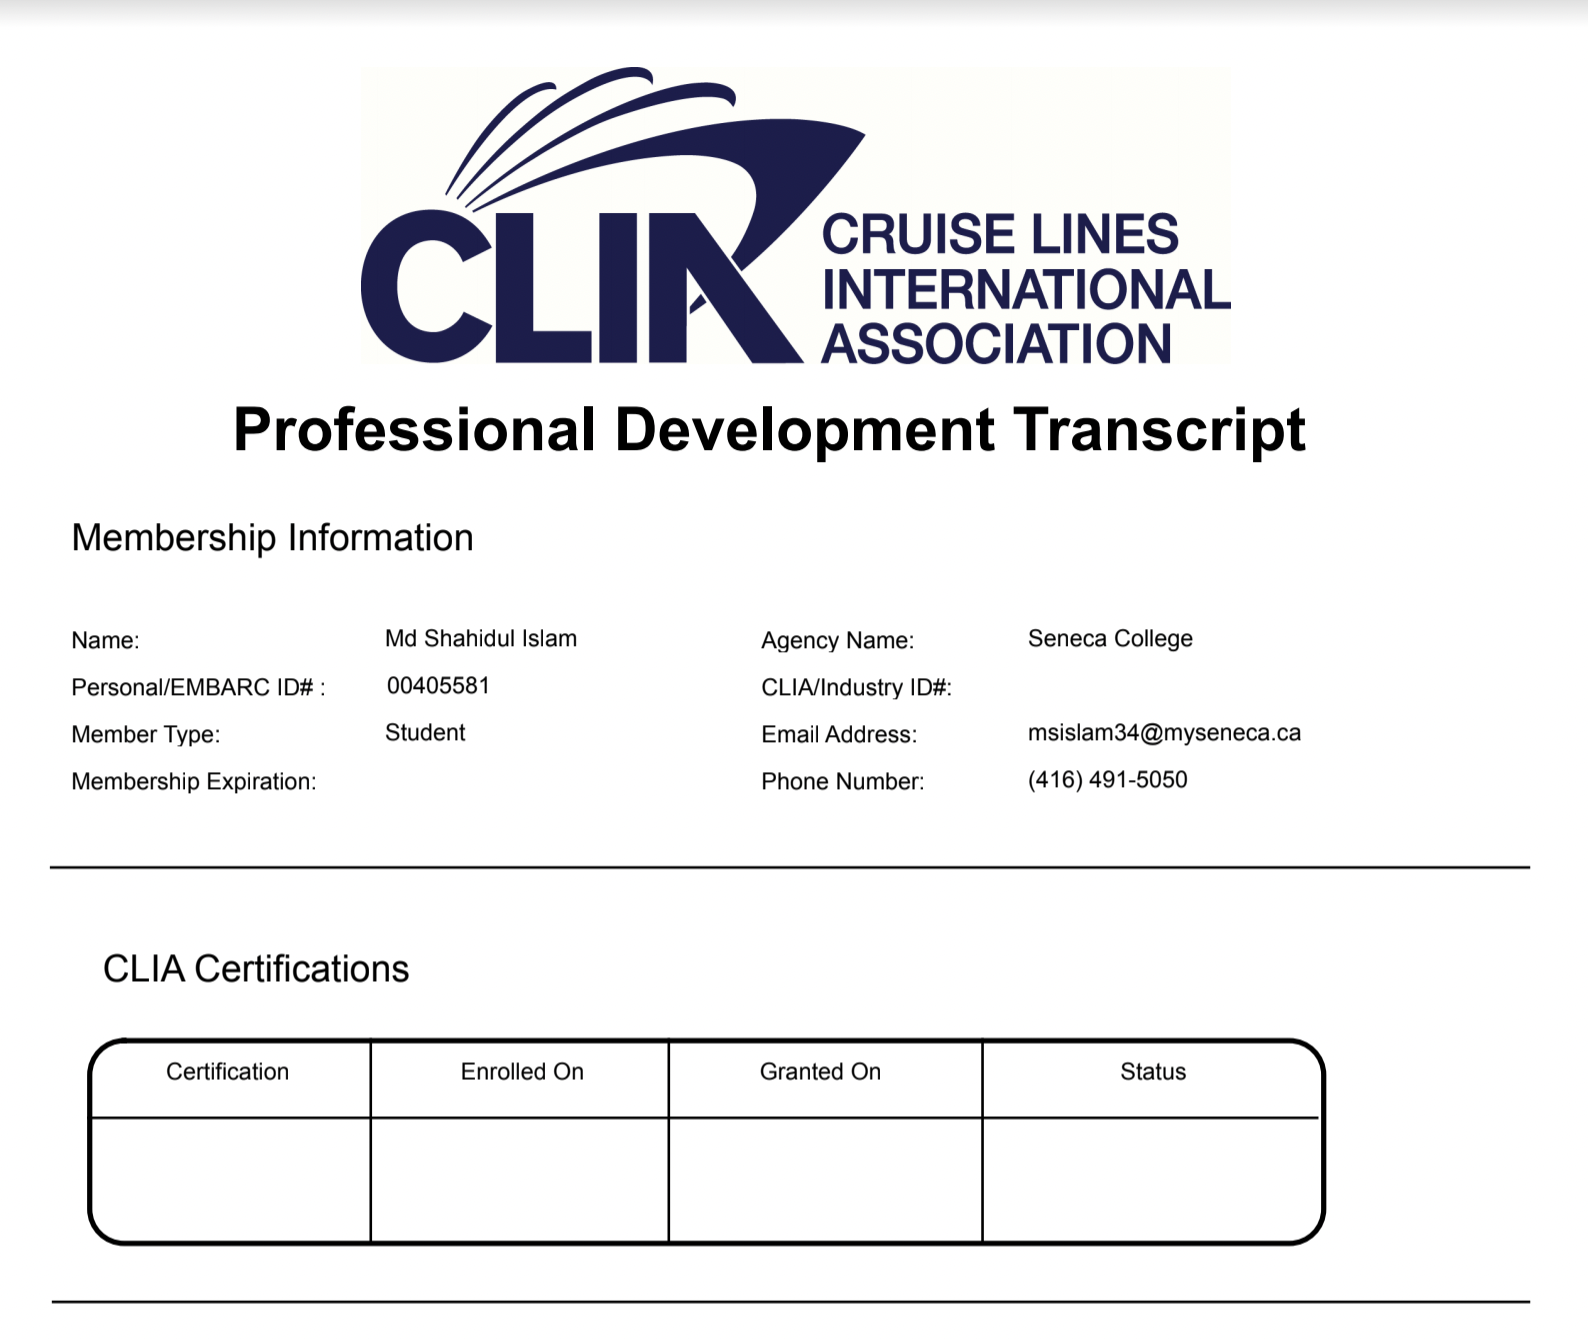 CLIA CRUISE LINES
INTERNATIONAL
ASSOCIATION
Professional Development Transcript
Membership Information
Name: Md Shahidul Islam Agency Name: Seneca College
Personal/EMBARC ID# : 00405581 CLIA/Industry ID#:
Member Type: Student Email Address: msislam34@myseneca.ca
Membership Expiration: Phone Number: (416) 491-5050
CLIA Certifications
Certification Enrolled On Granted On Status